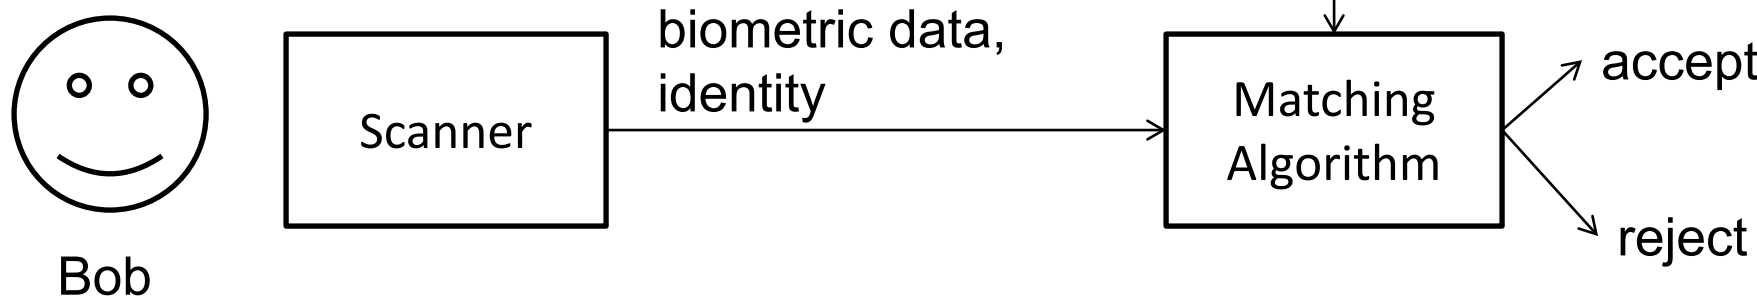 biometric data,
identity
Scanner
Matching
Algorithm
accept
reject
Bob